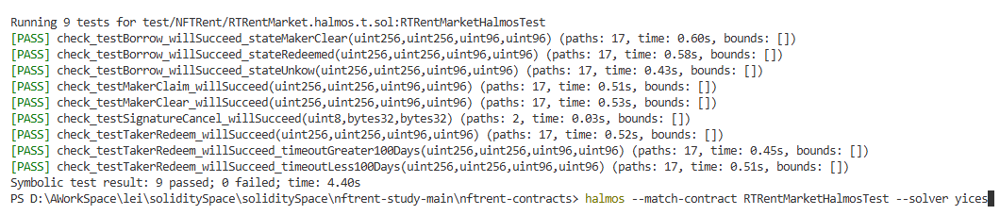 Running 9 tests for test/NFTRent/RTRentMarket.halmos.t.sol:RTRentMarketHalmosTest
[PASS] check_testBorrow_willSucceed_stateMakerClear(uint256,uint256,uint96,uint96) (paths: 17, time: 0.60s, bounds: [])
[PASS] check_testBorrow_willSucceed_stateRedeemed(uint256,uint256,uint96,uint96) (paths: 17, time: 0.58s, bounds: [])
[PASS] check_testBorrow_willSucceed_stateUnkow(uint256,uint256,uint96,uint96) (paths: 17, time: 0.43s, bounds: [])
[PASS] check_testMakerClaim_willSucceed(uint256,uint256,uint96,uint96) (paths: 17, time: 0.51s, bounds: [])
[PASS] check_testMakerClear_willSucceed(uint256,uint256,uint96,uint96) (paths: 17, time: 0.53s, bounds: [])
[PASS] check_testSignatureCancel_willSucceed(uint8,bytes32,bytes32) (paths: 2, time: 0.03s, bounds: [])
[PASS] check_testTakerRedeem_willSucceed(uint256,uint256,uint96,uint96) (paths: 17, time: 0.52s, bounds: [])
[PASS] check_testTakerRedeem_willSucceed_timeoutGreater100Days(uint256,uint256,uint96,uint96) (paths: 17, time: 0.45s, bounds: [])
[PASS] check_testTakerRedeem_willSucceed_timeoutLess100Days(uint256,uint256,uint96,uint96) (paths: 17, time: 0.51s, bounds: [])
Symbolic test result: 9 passed; 0 failed; time: 4.40s
PS D:\AWorkSpace\lei\soliditySpace\soliditySpace\nftrent-study-main\nftrent-contracts> halmos --match-contract RTRentMarketHalmosTest --solver yices